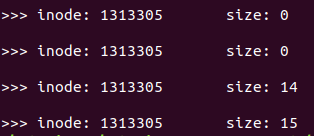 >>> inode: 1313305 size: 0
>>> inode: 1313305 size: 0
>>> inode: 1313305 size: 14
>>> inode: 1313305 size: 15